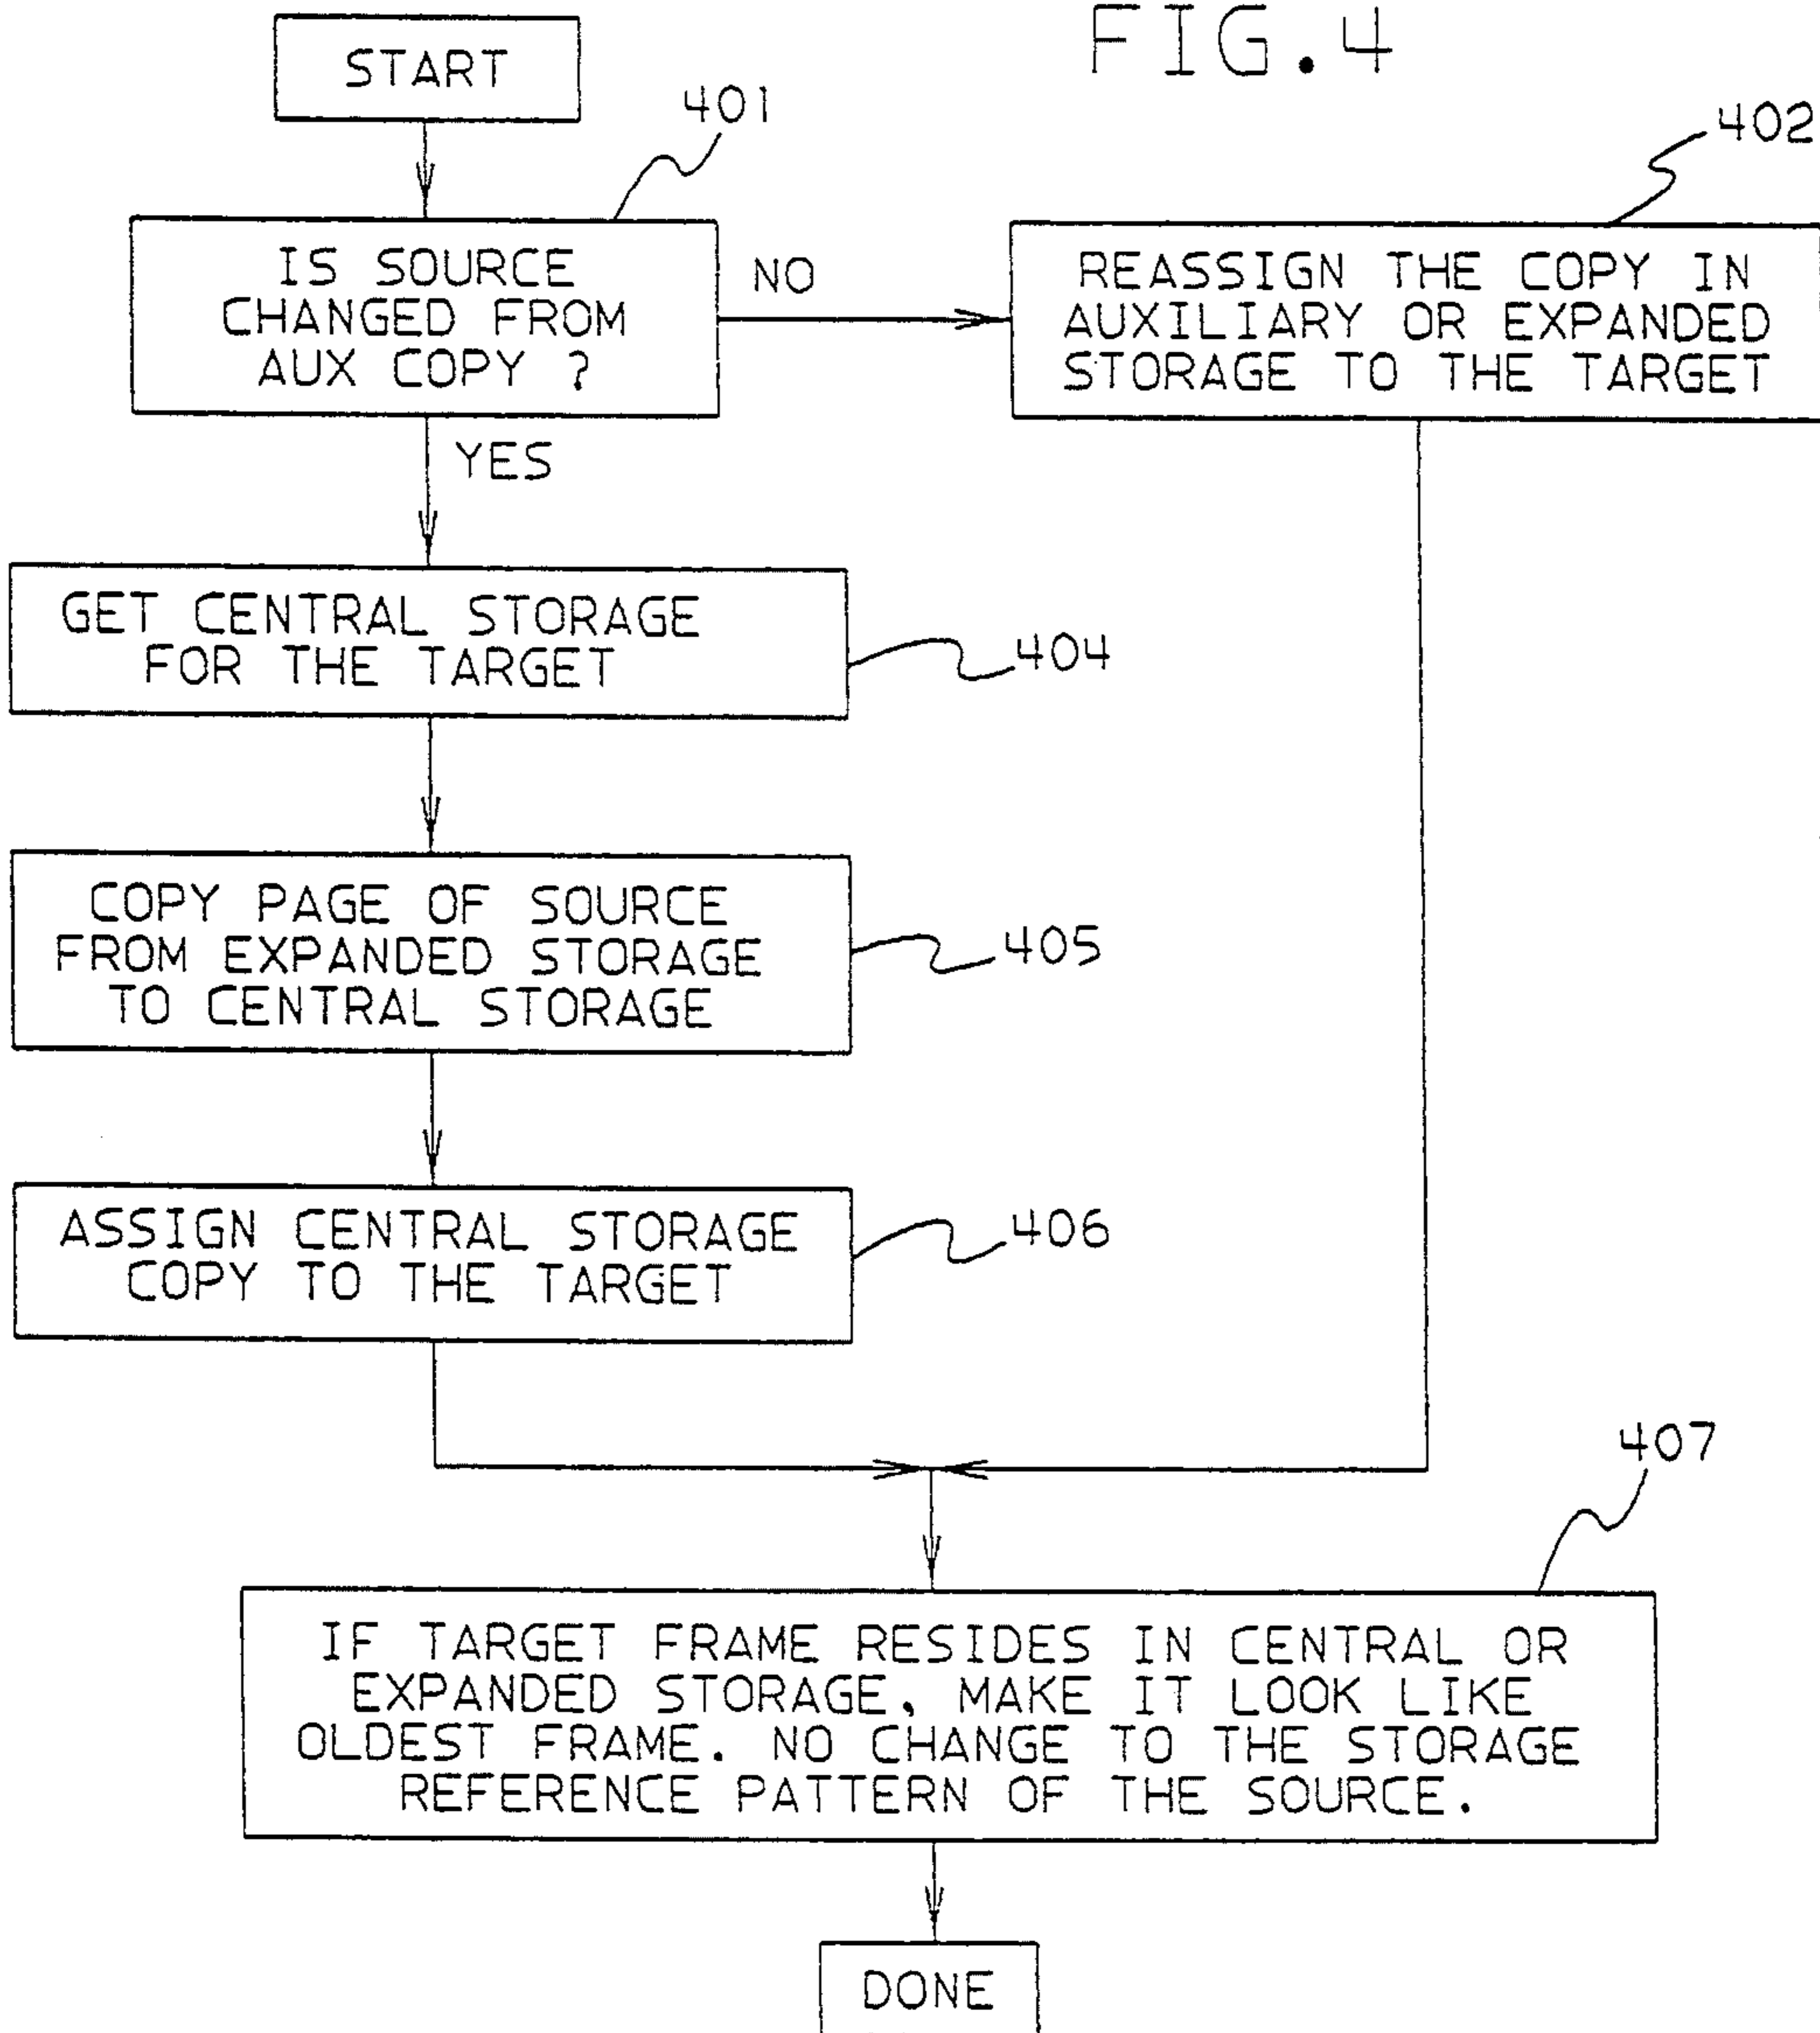 FIG. 4
START
401
402
IS SOURCE
CHANGED FROM
AUX COPY ?
NO
REASSIGN THE COPY IN
AUXILIARY OR EXPANDED
STORAGE TO THE TARGET
YES
GET CENTRAL STORAGE
FOR THE TARGET
404
COPY PAGE OF SOURCE
FROM EXPANDED STORAGE
TO CENTRAL STORAGE
405
ASSIGN CENTRAL STORAGE
COPY TO THE TARGET
406
407
IF TARGET FRAME RESIDES IN CENTRAL OR
EXPANDED STORAGE, MAKE IT LOOK LIKE
OLDEST FRAME. NO CHANGE TO THE STORAGE
REFERENCE PATTERN OF THE SOURCE.
DONE